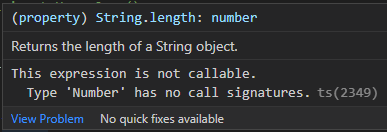 (property) String.length: number
Returns the length of a String object.
This expression is not callable.
Type 'Number' has no call signatures. ts(2349)
View Problem No quick fixes available